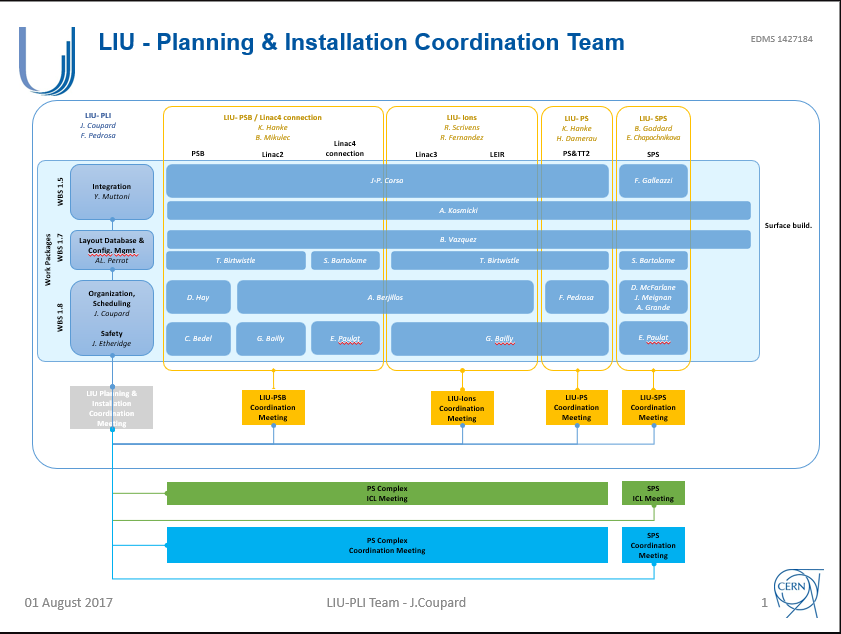 LIU - Planning & Installation Coordination Team
EDMS 1427184
LIU- PLI
J. Coupard
F. Pedrosa
LIU- PSB / Linac4 connection
K. Hanke
B. Mikulec
LIU- Ions
R. Scrivens
R. Fernandez
LIU- PS
K. Hanke
H. Damerau
LIU- SPS
B. Goddard
E. Chapochnikova
PSB
Linac2
Linac4
connection
Linac3
LEIR
PS&TT2
SPS
Work Packages
WBS 1.5
Integration
Y. Muttoni
J-P. Corso
F. Galleazzi
A. Kosmicki
Surface build.
WBS 1.7
Layout Database &
Config. Mgmt
AL. Perrot
B. Vazquez
T. Birtwistle
S. Bartolome
T. Birtwistle
S. Bartolome
WBS 1.8
Organization,
Scheduling
J. Coupard
Safety
J. Etheridge
D. Hay
A. Berjillos
F. Pedrosa
D. McFarlane
J. Meignan
A. Grande
C. Bedel
G. Bailly
E. Paulat
G. Bailly
E. Paulat
LIU Planning &
Installation
Coordination
Meeting
LIU-PSB
Coordination
Meeting
LIU-Ions
Coordination
Meeting
LIU-PS
Coordination
Meeting
LIU-SPS
Coordination
Meeting
PS Complex
ICL Meeting
SPS
ICL Meeting
PS Complex
Coordination Meeting
SPS
Coordination
Meeting
01 August 2017
LIU-PLI Team - J.Coupard
1
CERN